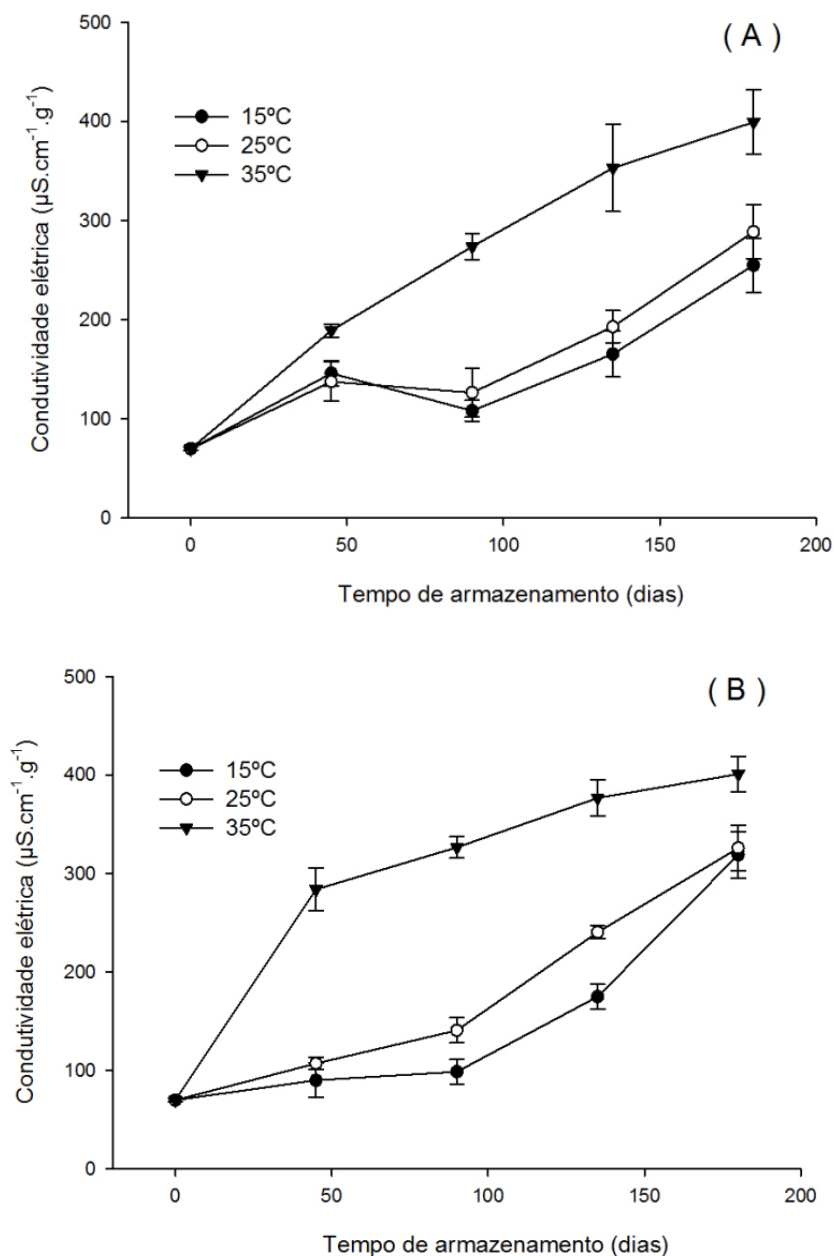 ( A )
500
400
300
200
100
0
Condutividade elétrica (µS.cm⁻¹.g⁻¹)
15ºC
25ºC
35ºC
0 50 100 150 200
Tempo de armazenamento (dias)
( B )
500
400
300
200
100
0
Condutividade elétrica (µS.cm⁻¹.g⁻¹)
15ºC
25ºC
35ºC
0 50 100 150 200
Tempo de armazenamento (dias)